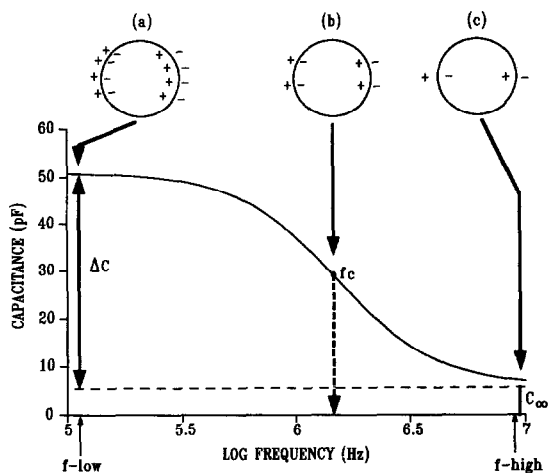 (a) (b) (c)
+ - + - + - + - + - + - + - + -
+ - + - + - + -
+ - + -
60
50
40
30
20
10
0
CAPACITANCE (pF)
ΔC
fc
C∞
5 5.5 6 6.5 7
f-low LOG FREQUENCY (Hz) f-high